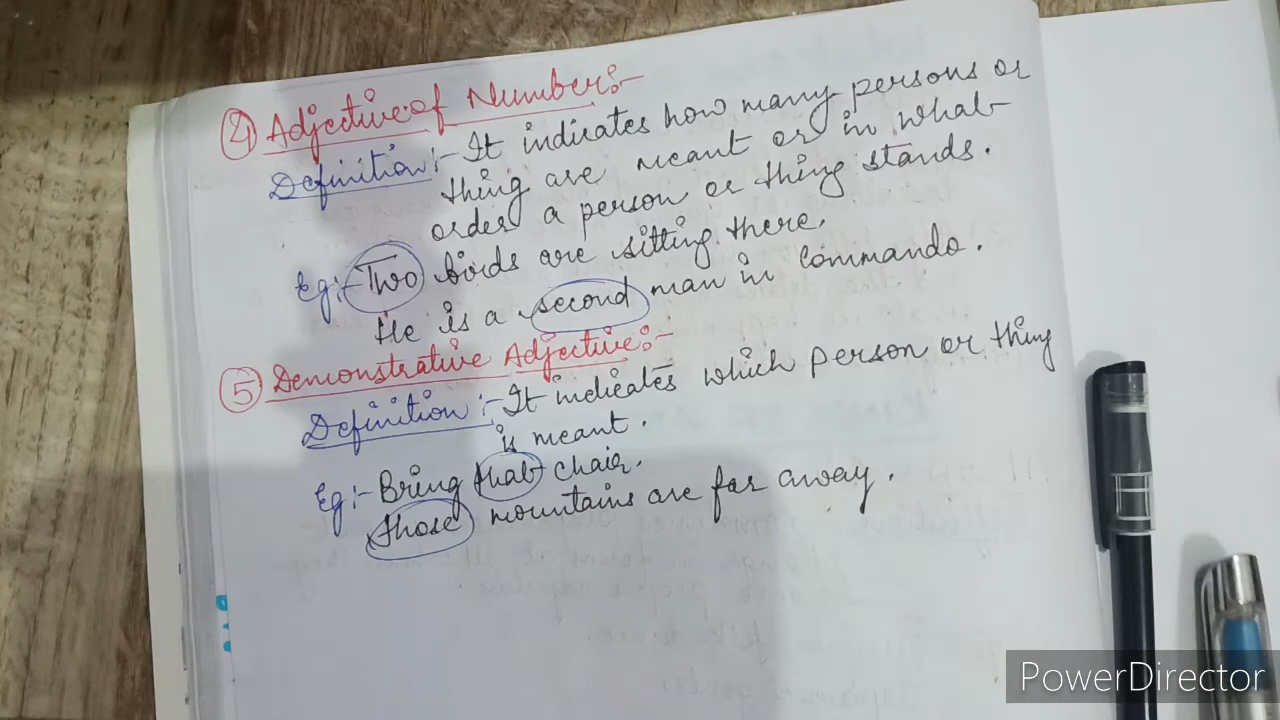 ④ Adjective of Number:-
Definition:- It indicates how many persons or
thing are meant or in what
order a person or thing stands.
Eg:- Two birds are sitting there.
He is a second man in commando.
⑤ Demonstrative Adjective:-
Definition:- It indicates which person or thing
is meant.
Eg:- Bring that chair.
those mountains are far away.
PowerDirector